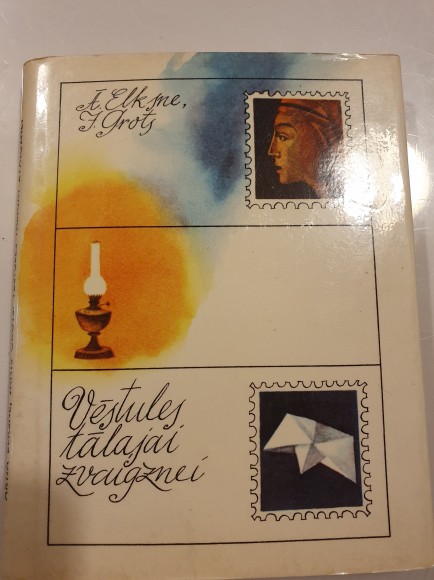 Ā. Elksne,
J. Grots
Vēstules
tālajai
zvaigznei